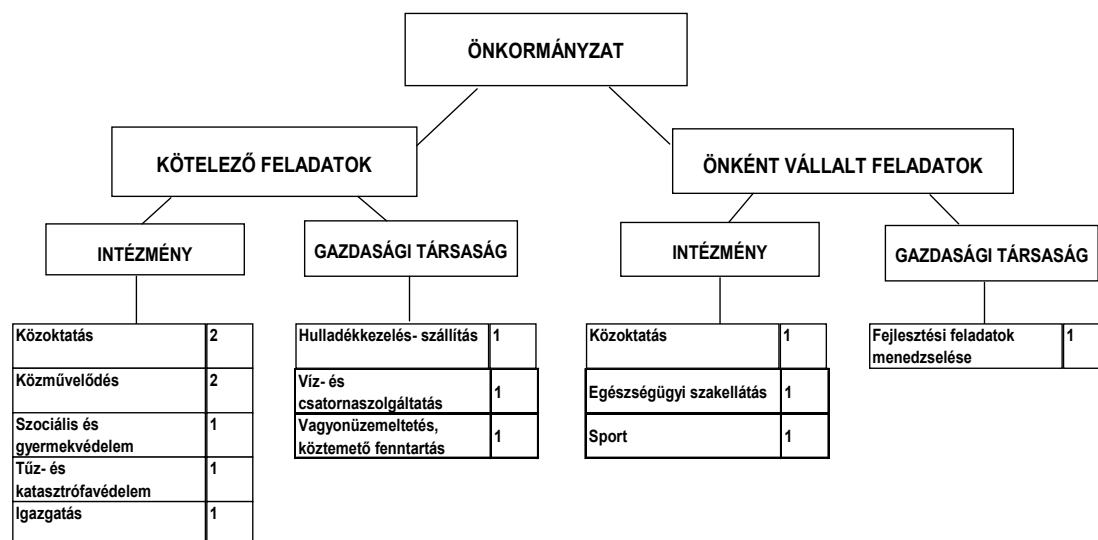 ÖNKORMÁNYZAT
KÖTELEZŐ FELADATOK
ÖNKÉNT VÁLLALT FELADATOK
INTÉZMÉNY
GAZDASÁGI TÁRSASÁG
INTÉZMÉNY
GAZDASÁGI TÁRSASÁG
Közoktatás 2
Közművelődés 2
Szociális és
gyermekvédelem 1
Tűz- és
katasztrófavédelem 1
Igazgatás 1
Hulladékkezelés- szállítás 1
Víz- és
csatornaszolgáltatás 1
Vagyonüzemeltetés,
köztemető fenntartás 1
Közoktatás 1
Egészségügyi szakellátás 1
Sport 1
Fejlesztési feladatok 1
menedzselése